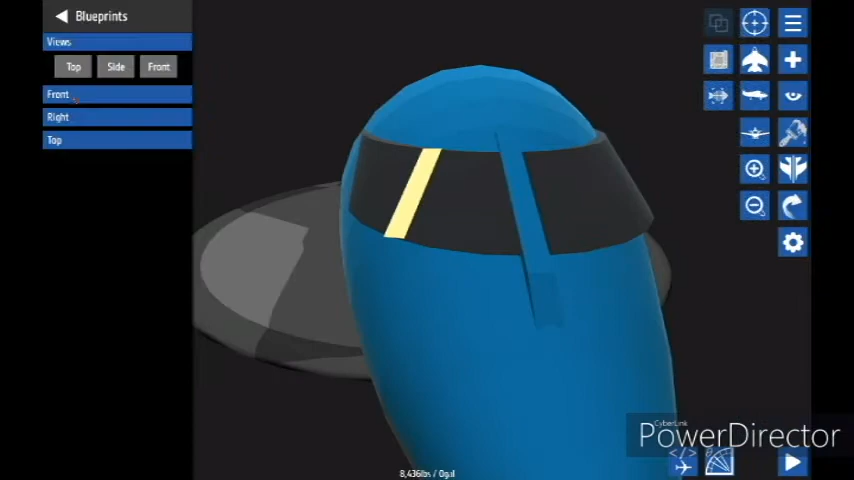 Blueprints
Views
Top Side Front
Front
Right
Top
8,436lbs / 0gal
CyberLink
PowerDirector